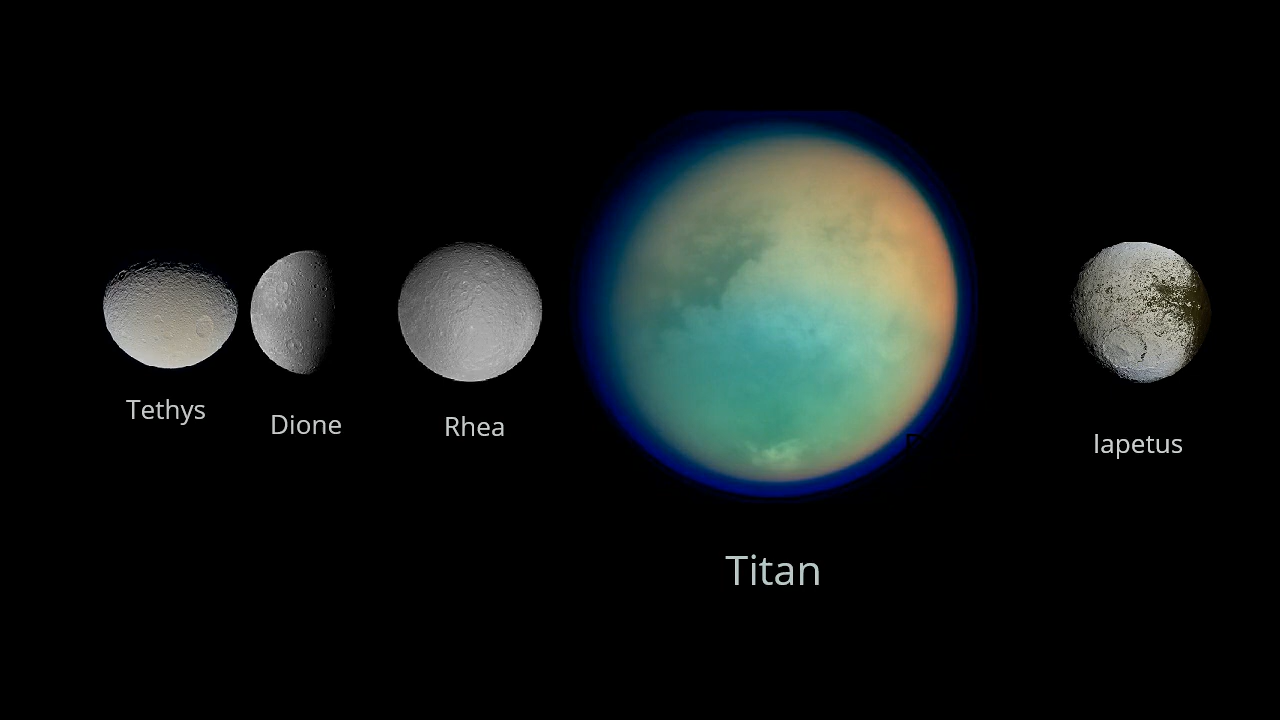 Tethys
Dione
Rhea
Titan
Iapetus